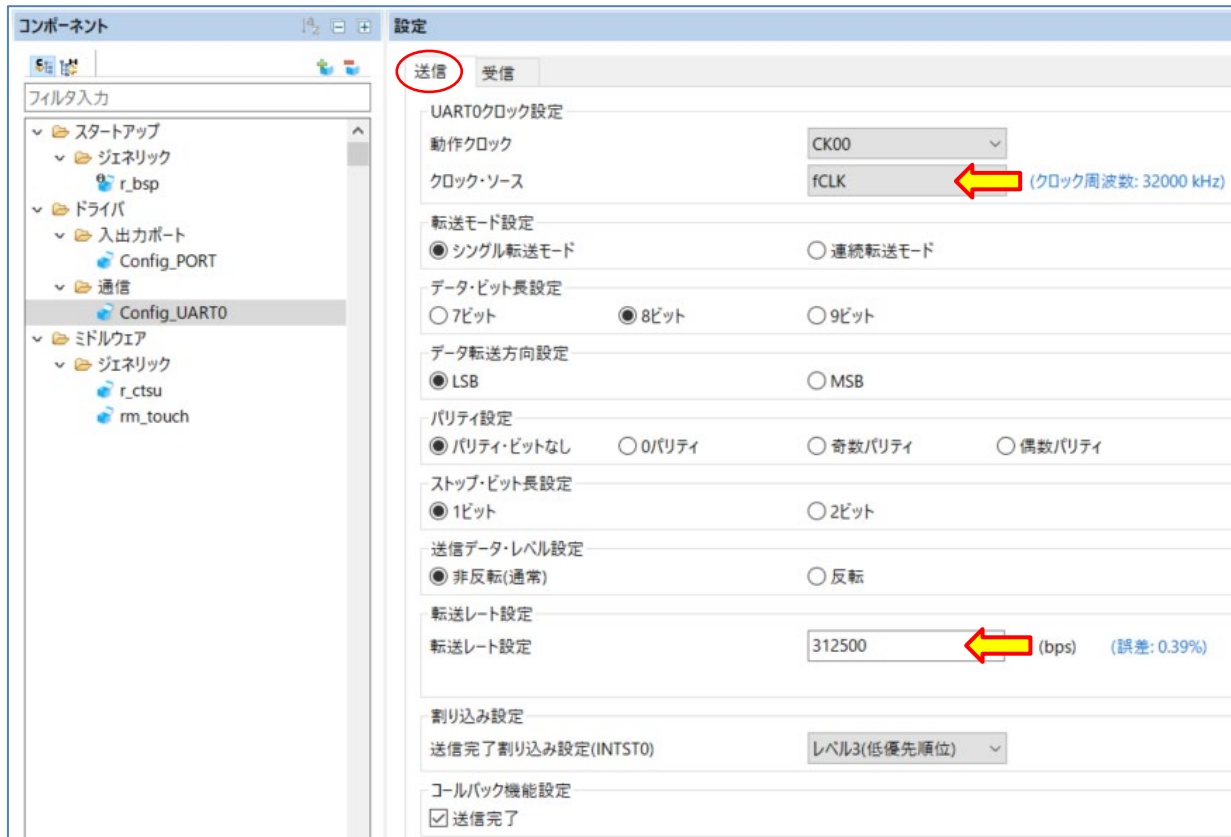 コンポーネント
フィルタ入力
スタートアップ
ジェネリック
r_bsp
ドライバ
入出力ポート
Config_PORT
通信
Config_UART0
ミドルウェア
ジェネリック
r_ctsu
rm_touch
設定
送信 受信
UART0クロック設定
動作クロック CK00
クロック・ソース fCLK (クロック周波数: 32000 kHz)
転送モード設定
シングル転送モード 連続転送モード
データ・ビット長設定
7ビット 8ビット 9ビット
データ転送方向設定
LSB MSB
パリティ設定
パリティ・ビットなし 0パリティ 奇数パリティ 偶数パリティ
ストップ・ビット長設定
1ビット 2ビット
送信データ・レベル設定
非反転(通常) 反転
転送レート設定
転送レート設定 312500 (bps) (誤差: 0.39%)
割り込み設定
送信完了割り込み設定(INTST0) レベル3(低優先順位)
コールバック機能設定
送信完了